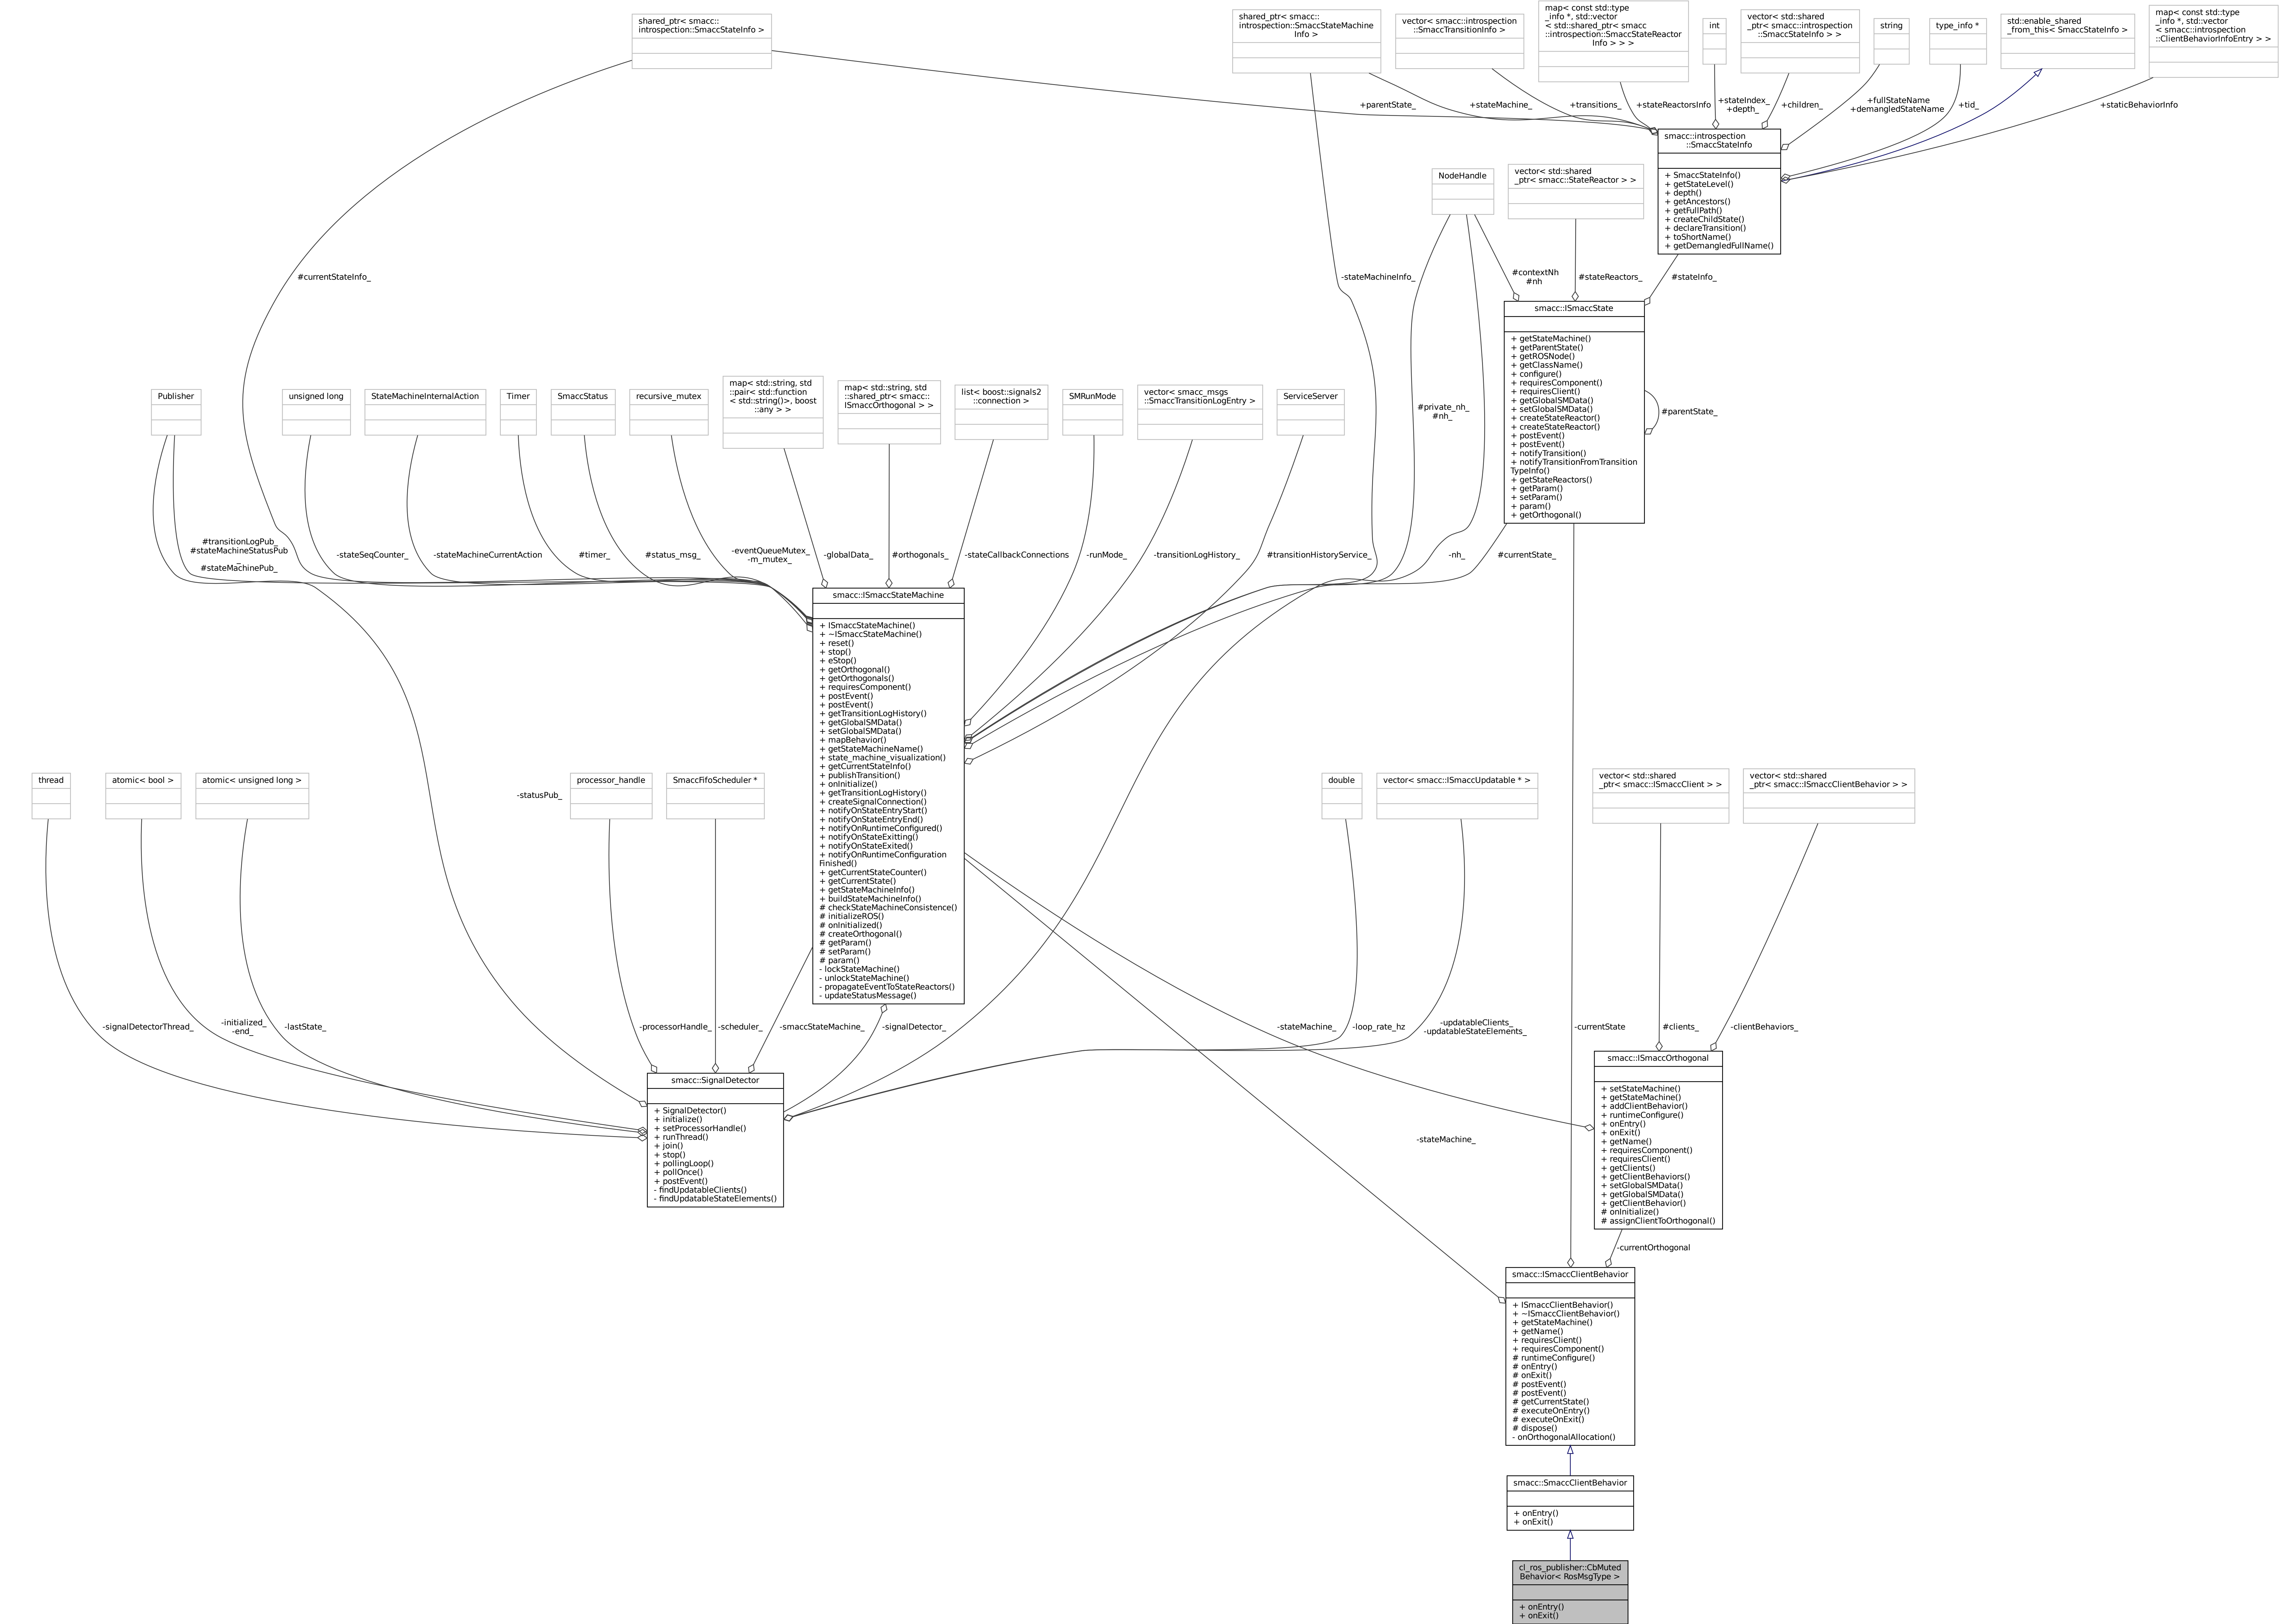 shared_ptr< smacc::
introspection::SmaccStateInfo >
shared_ptr< smacc::
introspection::SmaccStateMachine
Info >
vector< smacc::introspection
::SmaccTransitionInfo >
map< const std::type
_info *, std::vector
< std::shared_ptr< smacc
::introspection::SmaccStateReactor
Info > > >
int
vector< std::shared
_ptr< smacc::introspection
::SmaccStateInfo > >
string
type_info *
std::enable_shared
_from_this< SmaccStateInfo >
map< const std::type
_info *, std::vector
< smacc::introspection
::ClientBehaviorInfoEntry > >
+parentState_
+stateMachine_
+transitions_
+stateReactorsInfo
+stateIndex_
+depth_
+children_
+fullStateName
+demangledStateName
+tid_
+staticBehaviorInfo
smacc::introspection
::SmaccStateInfo
+ SmaccStateInfo()
+ getStateLevel()
+ depth()
+ getAncestors()
+ getFullPath()
+ createChildState()
+ declareTransition()
+ toShortName()
+ getDemangledFullName()
NodeHandle
vector< std::shared
_ptr< smacc::StateReactor > >
#currentStateInfo_
-stateMachineInfo_
#contextNh
#nh
#stateReactors_
#stateInfo_
smacc::ISmaccState
+ getStateMachine()
+ getParentState()
+ getROSNode()
+ getClassName()
+ configure()
+ requiresComponent()
+ requiresClient()
+ getGlobalSMData()
+ setGlobalSMData()
+ createStateReactor()
+ createStateReactor()
+ postEvent()
+ postEvent()
+ notifyTransition()
+ notifyTransitionFromTransition
TypeInfo()
+ getStateReactors()
+ getParam()
+ setParam()
+ param()
+ getOrthogonal()
#parentState_
Publisher
unsigned long
StateMachineInternalAction
Timer
SmaccStatus
recursive_mutex
map< std::string, std
::pair< std::function
< std::string()>, boost
::any > >
map< std::string, std
::shared_ptr< smacc::
ISmaccOrthogonal > >
list< boost::signals2
::connection >
SMRunMode
vector< smacc_msgs
::SmaccTransitionLogEntry >
ServiceServer
#private_nh_
#nh_
#transitionLogPub_
#stateMachineStatusPub
_
#stateMachinePub_
-stateSeqCounter_
-stateMachineCurrentAction
#timer_
#status_msg_
-eventQueueMutex_
-m_mutex_
-globalData_
#orthogonals_
-stateCallbackConnections
-runMode_
-transitionLogHistory_
#transitionHistoryService_
-nh_
#currentState_
smacc::ISmaccStateMachine
+ ISmaccStateMachine()
+ ~ISmaccStateMachine()
+ reset()
+ stop()
+ eStop()
+ getOrthogonal()
+ getOrthogonals()
+ requiresComponent()
+ postEvent()
+ postEvent()
+ getTransitionLogHistory()
+ getGlobalSMData()
+ setGlobalSMData()
+ mapBehavior()
+ getStateMachineName()
+ state_machine_visualization()
+ getCurrentStateInfo()
+ publishTransition()
+ onInitialize()
+ getTransitionLogHistory()
+ createSignalConnection()
+ notifyOnStateEntryStart()
+ notifyOnStateEntryEnd()
+ notifyOnRuntimeConfigured()
+ notifyOnStateExitting()
+ notifyOnStateExited()
+ notifyOnRuntimeConfiguration
Finished()
+ getCurrentStateCounter()
+ getCurrentState()
+ getStateMachineInfo()
+ buildStateMachineInfo()
# checkStateMachineConsistence()
# initializeROS()
# onInitialized()
# createOrthogonal()
# getParam()
# setParam()
# param()
- lockStateMachine()
- unlockStateMachine()
- propagateEventToStateReactors()
- updateStatusMessage()
thread
atomic< bool >
atomic< unsigned long >
-statusPub_
processor_handle
SmaccFifoScheduler *
double
vector< smacc::ISmaccUpdatable * >
vector< std::shared
_ptr< smacc::ISmaccClient > >
vector< std::shared
_ptr< smacc::ISmaccClientBehavior > >
-signalDetectorThread_
-initialized_
-end_
-lastState_
-processorHandle_
-scheduler_
-smaccStateMachine_
-signalDetector_
-stateMachine_
-loop_rate_hz
-updatableClients_
-updatableStateElements_
-currentState
#clients_
-clientBehaviors_
smacc::SignalDetector
+ SignalDetector()
+ initialize()
+ setProcessorHandle()
+ runThread()
+ join()
+ stop()
+ pollingLoop()
+ pollOnce()
+ postEvent()
- findUpdatableClients()
- findUpdatableStateElements()
smacc::ISmaccOrthogonal
+ setStateMachine()
+ getStateMachine()
+ addClientBehavior()
+ runtimeConfigure()
+ onEntry()
+ onExit()
+ getName()
+ requiresComponent()
+ requiresClient()
+ getClients()
+ getClientBehaviors()
+ setGlobalSMData()
+ getGlobalSMData()
+ getClientBehavior()
# onInitialize()
# assignClientToOrthogonal()
-stateMachine_
-currentOrthogonal
smacc::ISmaccClientBehavior
+ ISmaccClientBehavior()
+ ~ISmaccClientBehavior()
+ getStateMachine()
+ getName()
+ requiresClient()
+ requiresComponent()
# runtimeConfigure()
# onEntry()
# onExit()
# postEvent()
# postEvent()
# getCurrentState()
# executeOnEntry()
# executeOnExit()
# dispose()
- onOrthogonalAllocation()
smacc::SmaccClientBehavior
+ onEntry()
+ onExit()
cl_ros_publisher::CbMuted
Behavior< RosMsgType >
+ onEntry()
+ onExit()